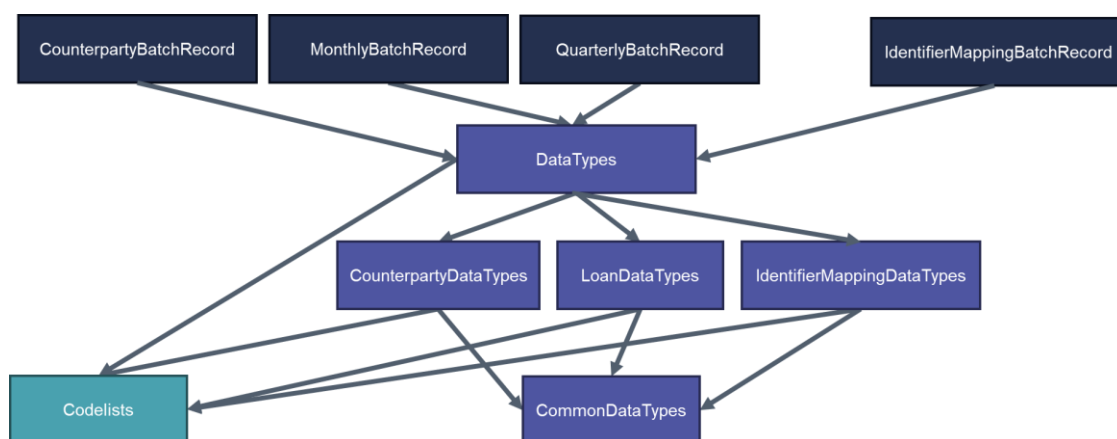 CounterpartyBatchRecord
MonthlyBatchRecord
QuarterlyBatchRecord
IdentifierMappingBatchRecord
DataTypes
CounterpartyDataTypes
LoanDataTypes
IdentifierMappingDataTypes
Codelists
CommonDataTypes